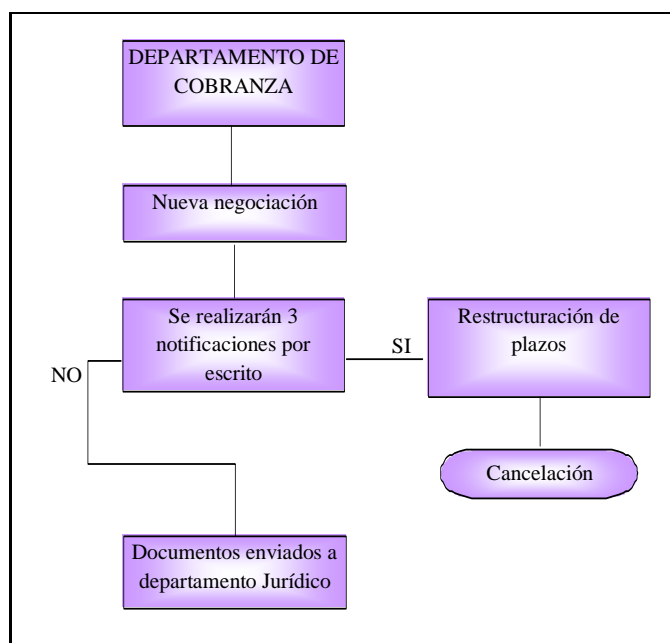 DEPARTAMENTO DE
COBRANZA
Nueva negociación
Se realizarán 3
notificaciones por
escrito
SI
Restructuración de
plazos
NO
Cancelación
Documentos enviados a
departamento Jurídico